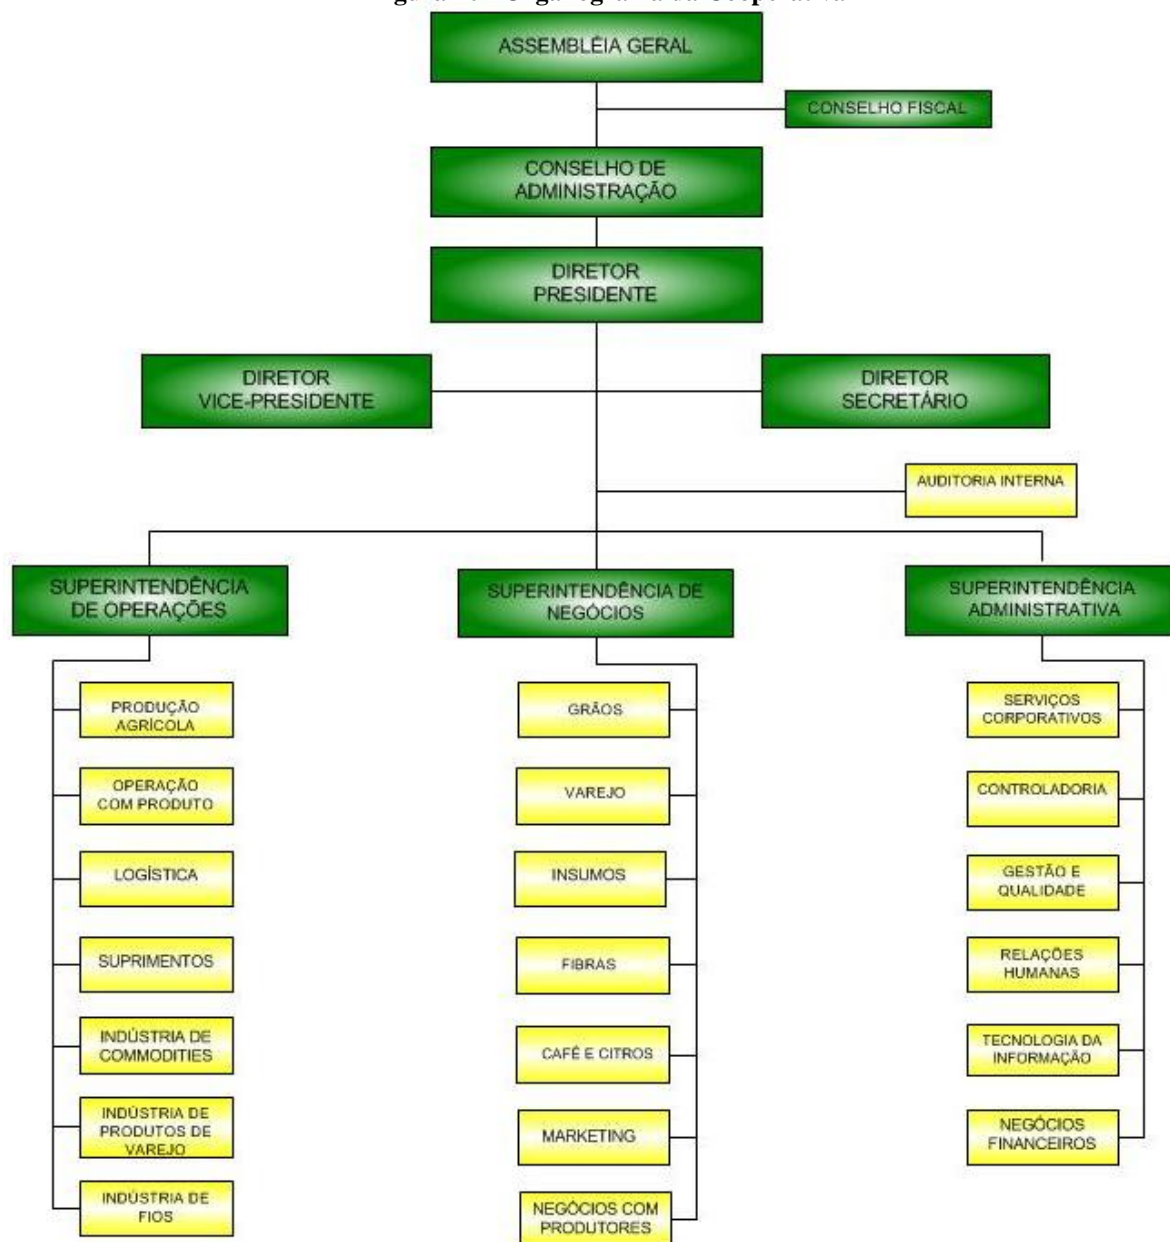 ASSEMBLÉIA GERAL
CONSELHO FISCAL
CONSELHO DE
ADMINISTRAÇÃO
DIRETOR
PRESIDENTE
DIRETOR
VICE-PRESIDENTE
DIRETOR
SECRETÁRIO
AUDITORIA INTERNA
SUPERINTENDÊNCIA
DE OPERAÇÕES
SUPERINTENDÊNCIA DE
NEGÓCIOS
SUPERINTENDÊNCIA
ADMINISTRATIVA
PRODUÇÃO
AGRÍCOLA
OPERAÇÃO
COM PRODUTO
LOGÍSTICA
SUPRIMENTOS
INDÚSTRIA DE
COMMODITIES
INDÚSTRIA DE
PRODUTOS DE
VAREJO
INDÚSTRIA DE
FIOS
GRÃOS
VAREJO
INSUMOS
FIBRAS
CAFÉ E CITROS
MARKETING
NEGÓCIOS COM
PRODUTORES
SERVIÇOS
CORPORATIVOS
CONTROLADORIA
GESTÃO E
QUALIDADE
RELAÇÕES
HUMANAS
TECNOLOGIA DA
INFORMAÇÃO
NEGÓCIOS
FINANCEIROS